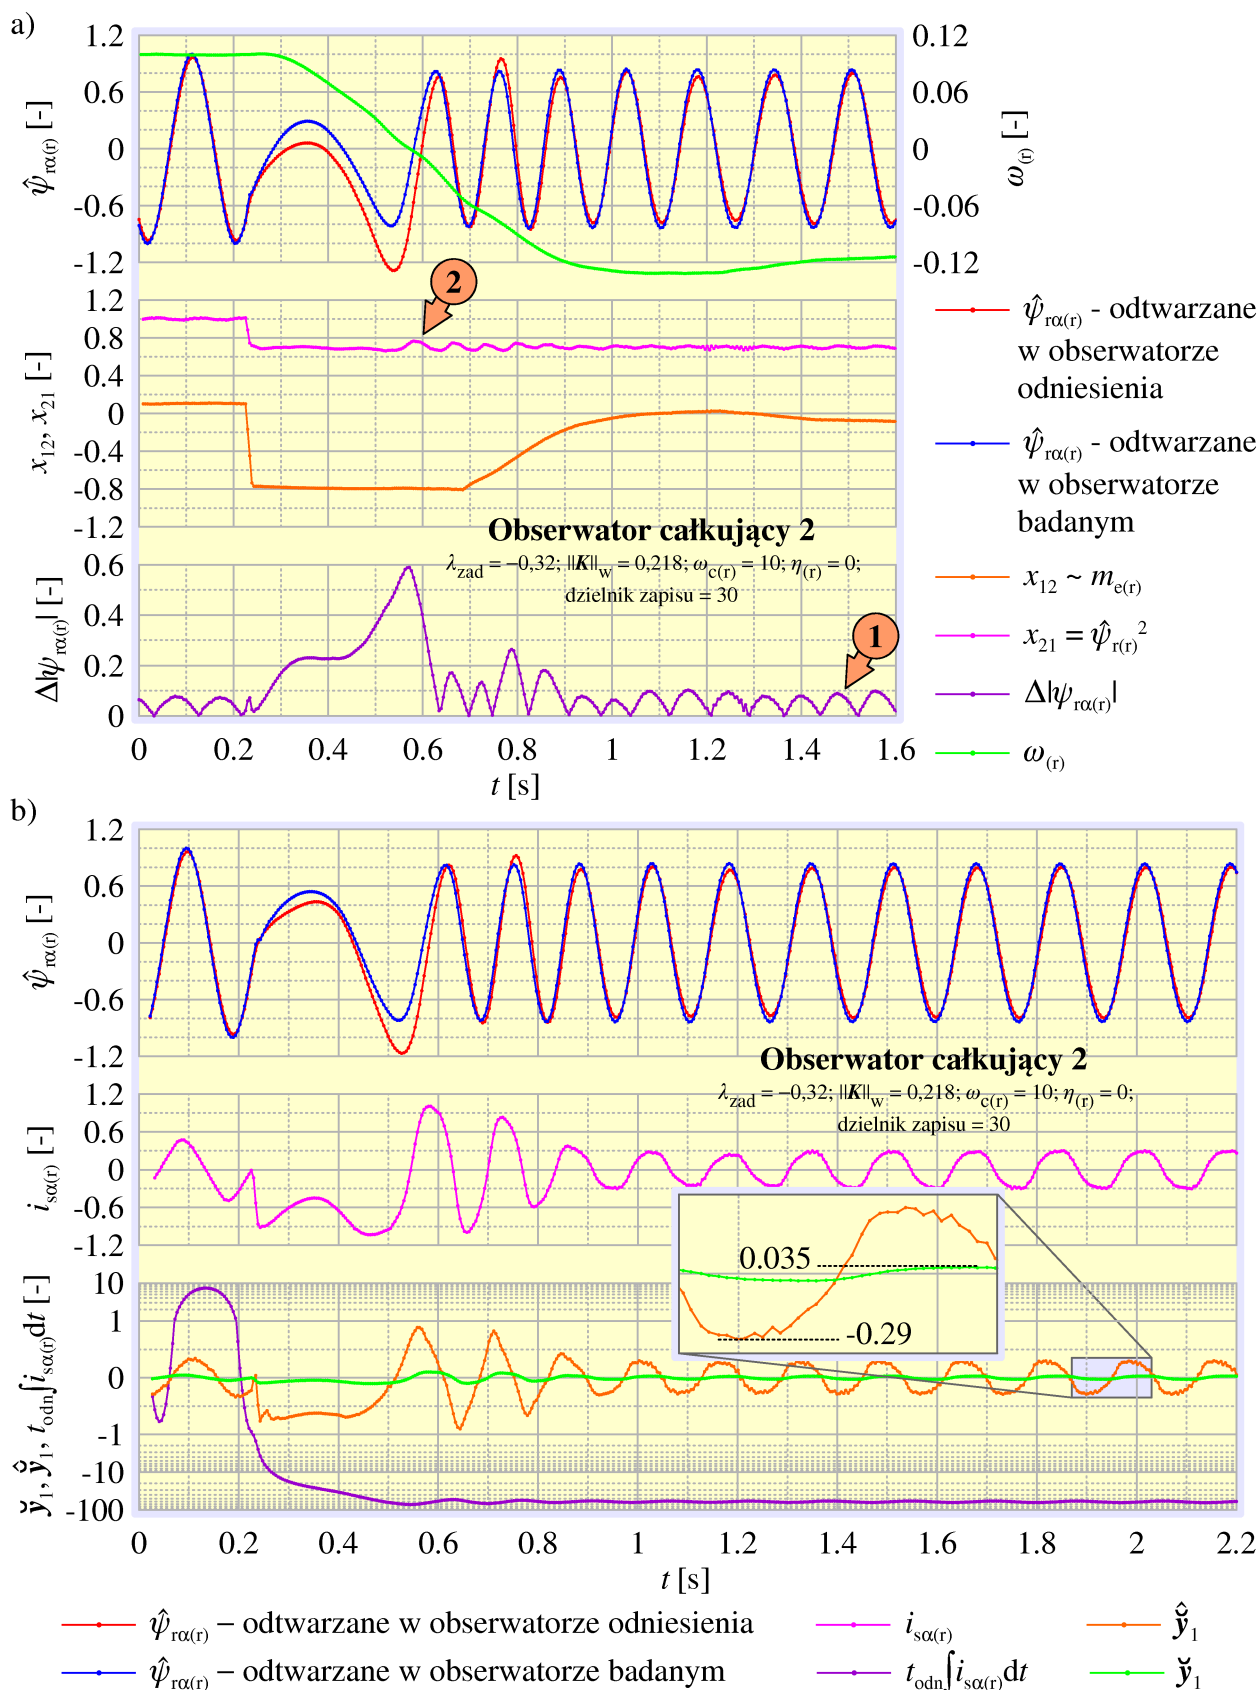 a)
1.2
0.6
0
-0.6
-1.2
ψ̂rα(r) [-]
0.12
0.06
0
-0.06
-0.12
ω(r) [-]
2
1.2
0.8
0.4
0
-0.4
-0.8
-1.2
x12, x21 [-]
Obserwator całkujący 2
λzad = −0,32; ||K||w = 0,218; ωc(r) = 10; η(r) = 0;
dzielnik zapisu = 30
1
0.6
0.4
0.2
0
Δ|ψrα(r)| [-]
0 0.2 0.4 0.6 0.8 1 1.2 1.4 1.6
t [s]
ψ̂rα(r) - odtwarzane
w obserwatorze
odniesienia
ψ̂rα(r) - odtwarzane
w obserwatorze
badanym
x12 ~ me(r)
x21 = ψ̂r(r)2
Δ|ψrα(r)|
ω(r)
b)
1.2
0.6
0
-0.6
-1.2
ψ̂rα(r) [-]
Obserwator całkujący 2
λzad = −0,32; ||K||w = 0,218; ωc(r) = 10; η(r) = 0;
dzielnik zapisu = 30
1.2
0.6
0
-0.6
-1.2
isα(r) [-]
0.035
-0.29
10
1
0
-1
-10
-100
y̆1, ŷ̆1, todn∫isα(r)dt [-]
0 0.2 0.4 0.6 0.8 1 1.2 1.4 1.6 1.8 2 2.2
t [s]
ψ̂rα(r) – odtwarzane w obserwatorze odniesienia
isα(r)
ŷ̆1
ψ̂rα(r) – odtwarzane w obserwatorze badanym
todn∫isα(r)dt
y̆1